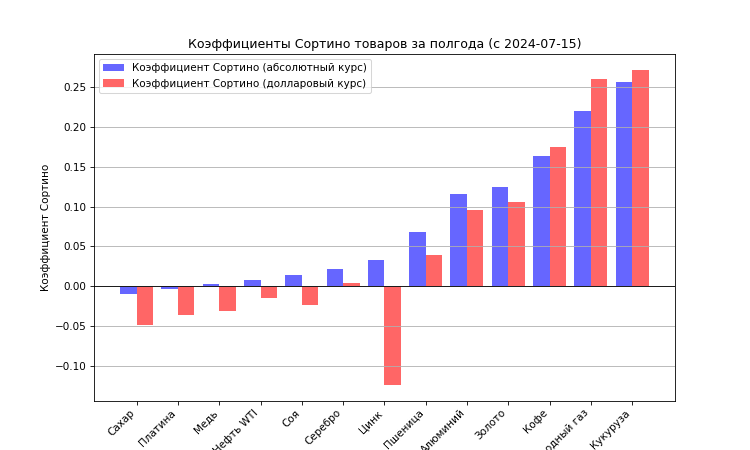 Коэффициенты Сортино товаров за полгода (с 2024-07-15)
Коэффициент Сортино (абсолютный курс)
Коэффициент Сортино (долларовый курс)
Коэффициент Сортино
0.25
0.20
0.15
0.10
0.05
0.00
−0.05
−0.10
Сахар
Платина
Медь
Нефть WTI
Соя
Серебро
Цинк
Пшеница
Алюминий
Золото
Кофе
одный газ
Кукуруза